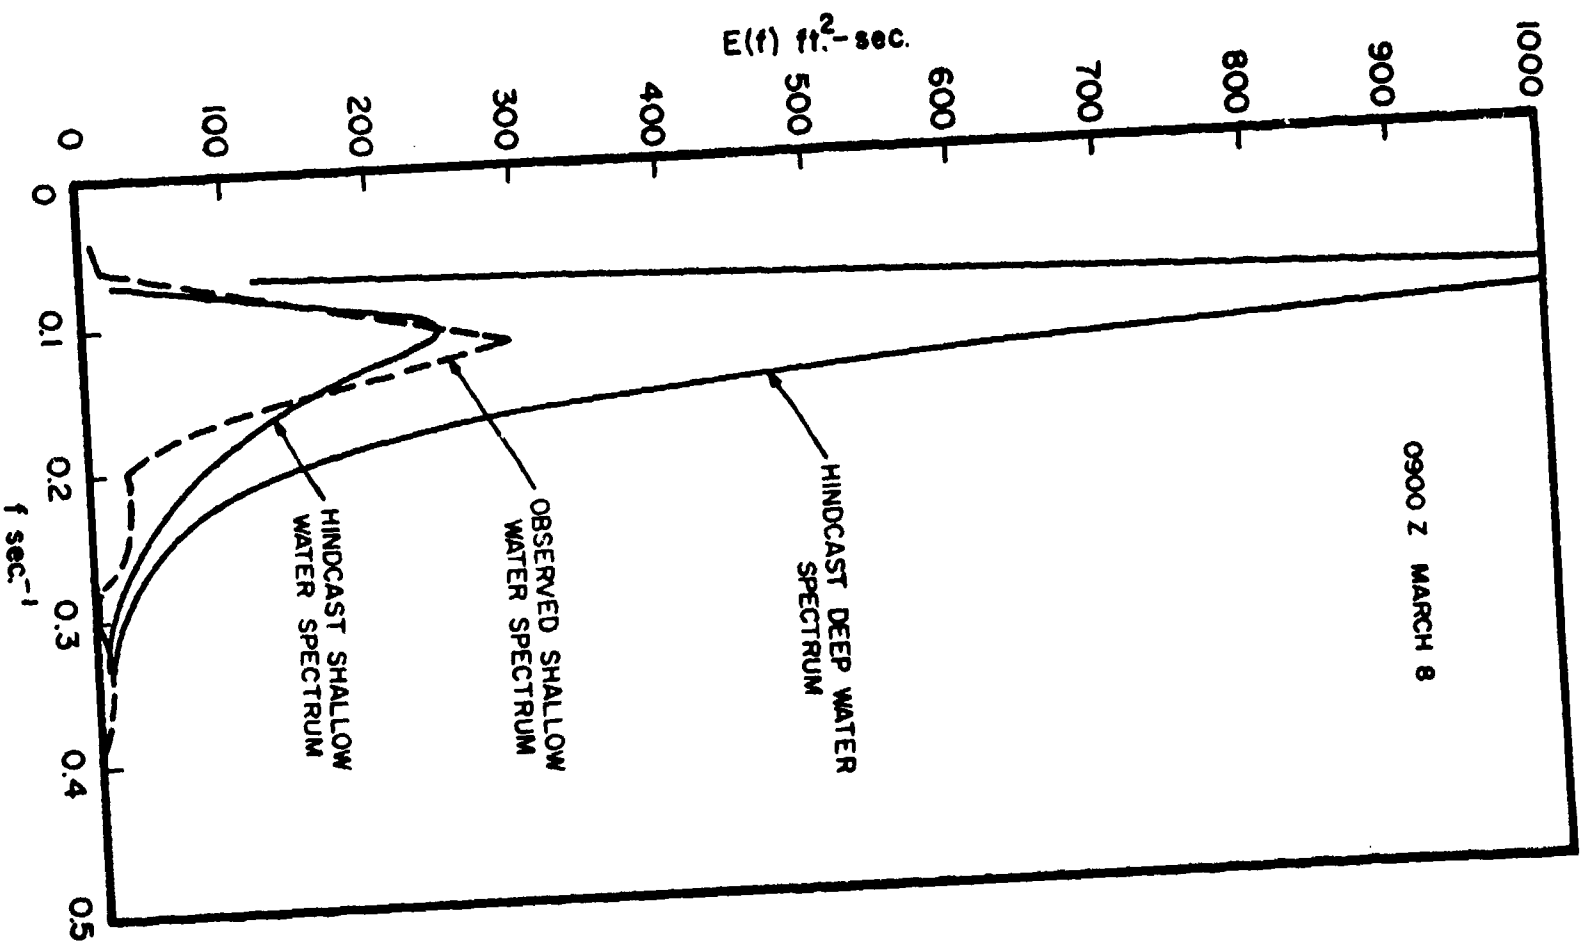 E(f) ft.²-sec.
1000
900
800
700
600
500
400
300
200
100
0
0
0.1
0.2
0.3
0.4
0.5
f sec.⁻¹
0900 Z MARCH 8
HINDCAST DEEP WATER
SPECTRUM
OBSERVED SHALLOW
WATER SPECTRUM
HINDCAST SHALLOW
WATER SPECTRUM